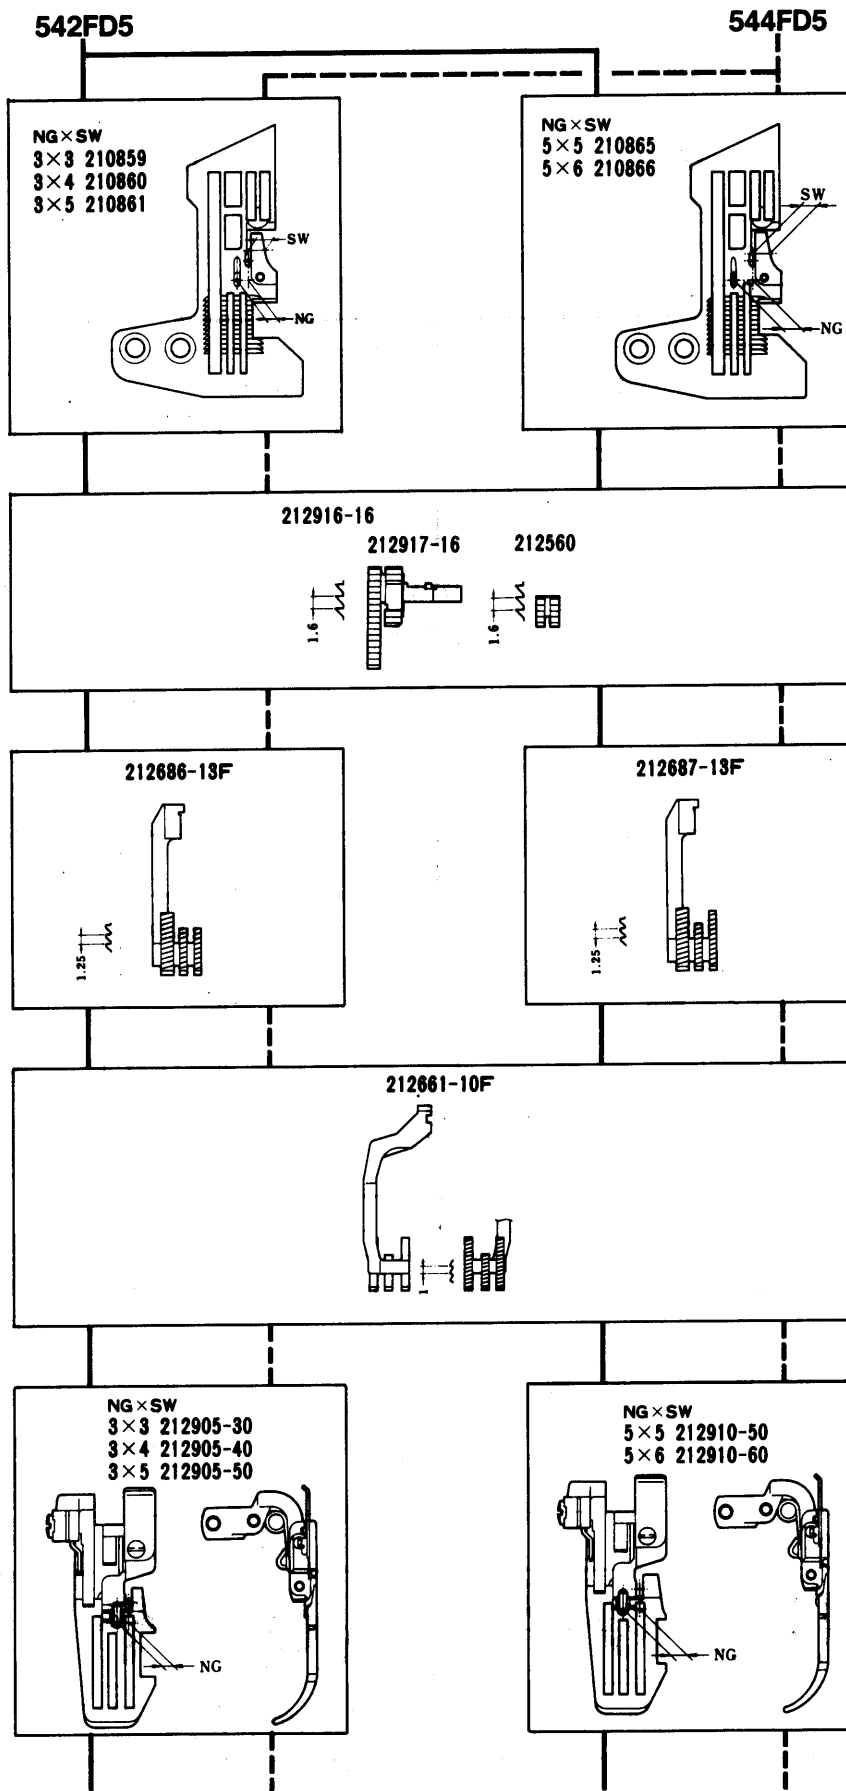 542FD5
544FD5
NG×SW
3×3 210859
3×4 210860
3×5 210861
SW
NG
NG×SW
5×5 210865
5×6 210866
SW
NG
212916-16
212917-16
212560
1.6
1.6
212686-13F
1.25
212687-13F
1.25
212661-10F
1
NG×SW
3×3 212905-30
3×4 212905-40
3×5 212905-50
NG
NG×SW
5×5 212910-50
5×6 212910-60
NG